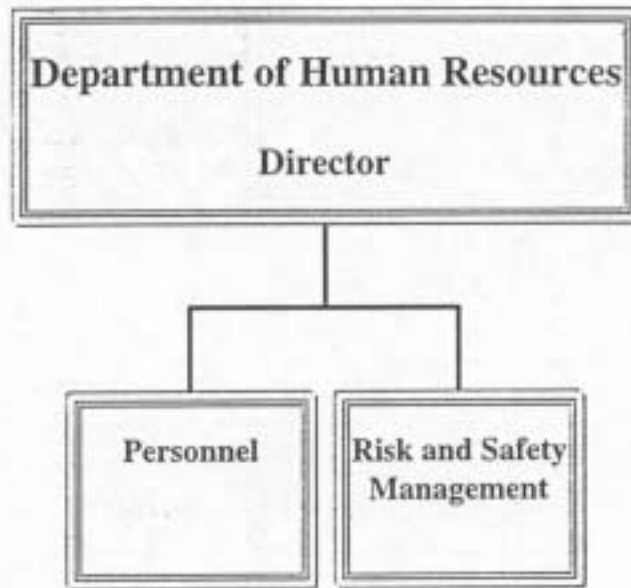 Department of Human Resources
Director
Personnel
Risk and Safety
Management